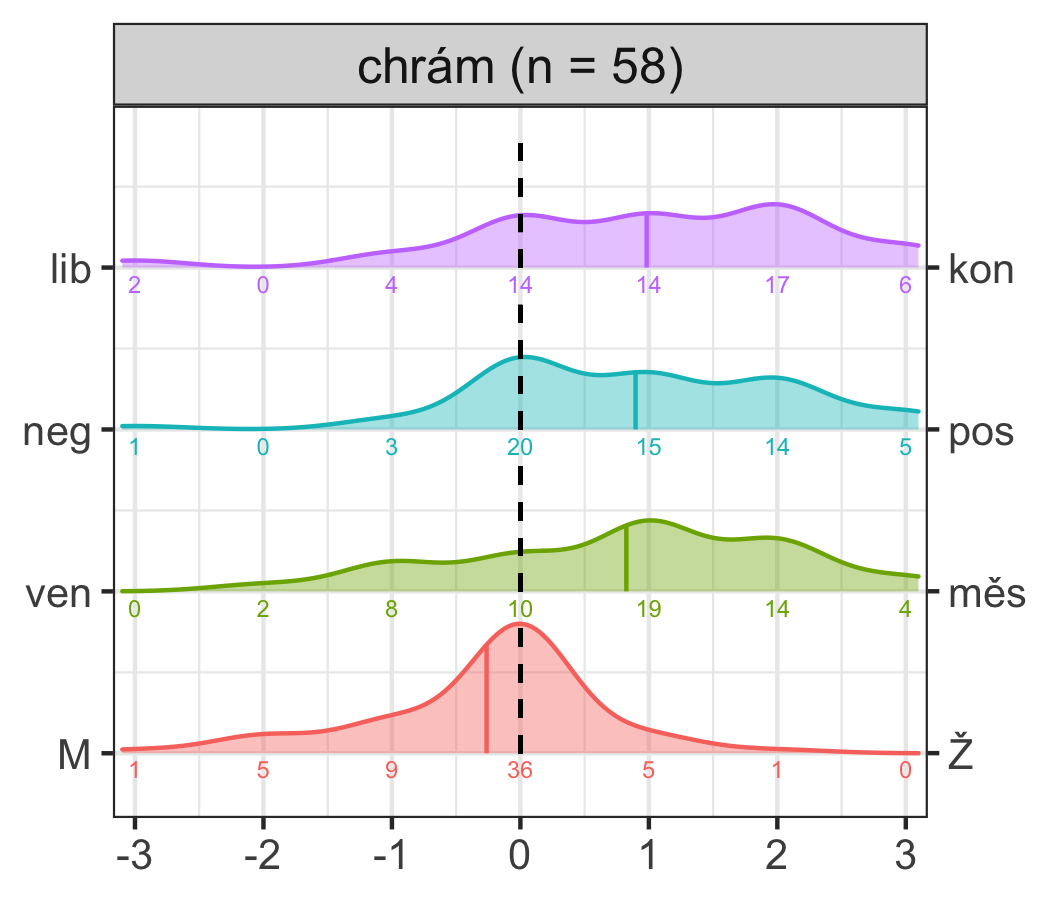 chrám (n = 58)
lib kon
2 0 4 14 14 17 6
neg pos
1 0 3 20 15 14 5
ven měs
0 2 8 10 19 14 4
M Ž
1 5 9 36 5 1 0
-3 -2 -1 0 1 2 3